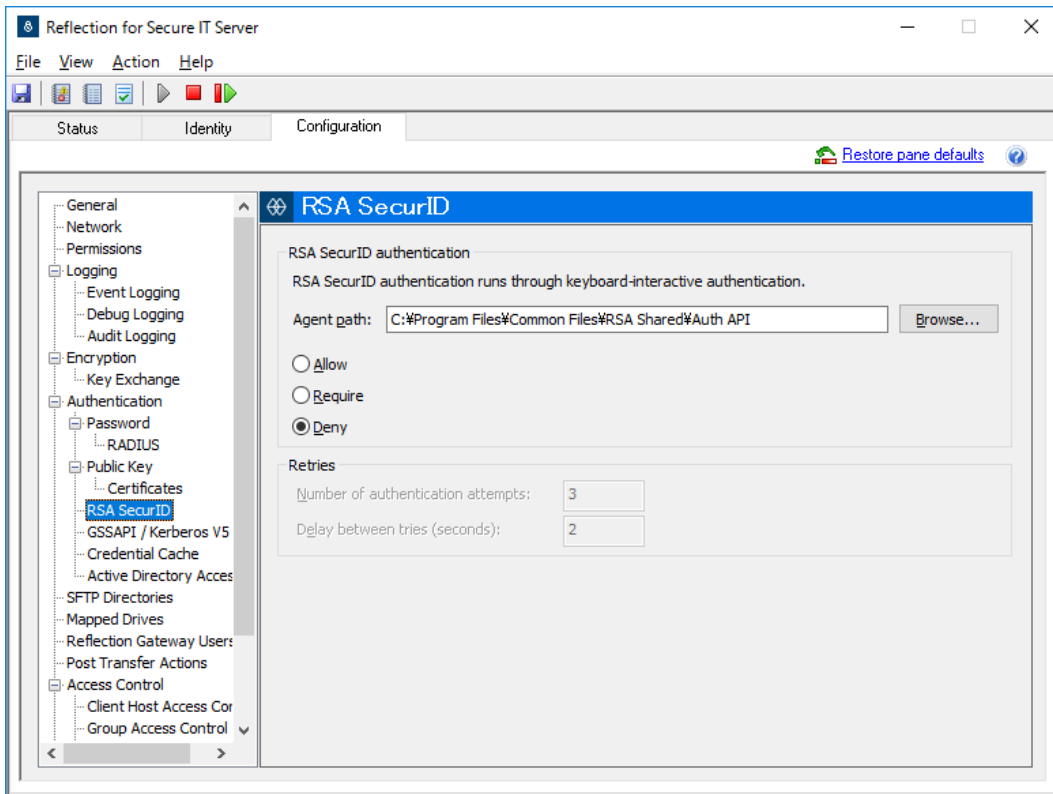 Reflection for Secure IT Server
File View Action Help
Status Identity Configuration
Restore pane defaults
General
Network
Permissions
Logging
Event Logging
Debug Logging
Audit Logging
Encryption
Key Exchange
Authentication
Password
RADIUS
Public Key
Certificates
RSA SecurID
GSSAPI / Kerberos V5
Credential Cache
Active Directory Acces
SFTP Directories
Mapped Drives
Reflection Gateway Users
Post Transfer Actions
Access Control
Client Host Access Cor
Group Access Control
RSA SecurID
RSA SecurID authentication
RSA SecurID authentication runs through keyboard-interactive authentication.
Agent path: C:¥Program Files¥Common Files¥RSA Shared¥Auth API Browse...
Allow
Require
Deny
Retries
Number of authentication attempts: 3
Delay between tries (seconds): 2